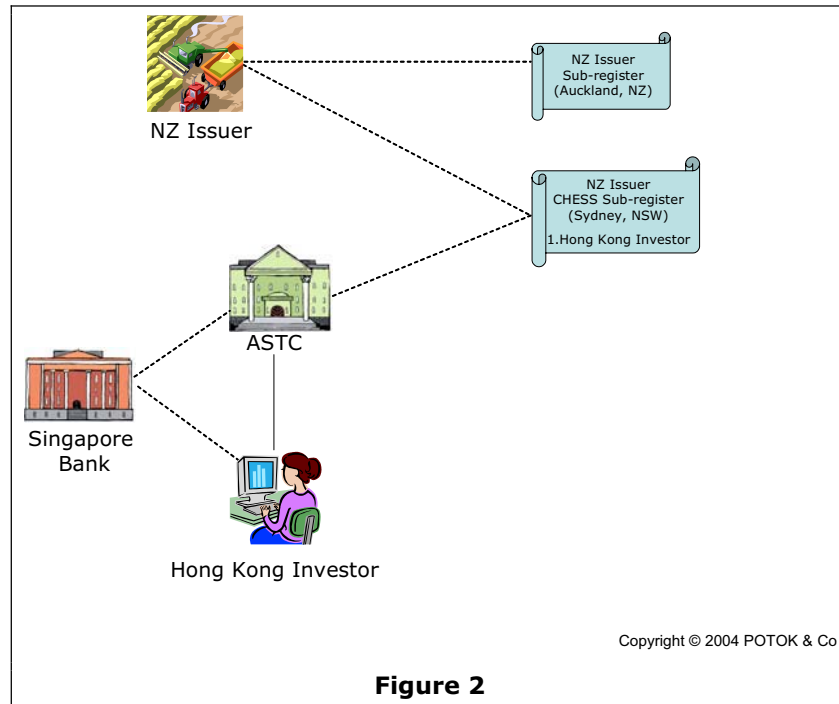 NZ Issuer
NZ Issuer
Sub-register
(Auckland, NZ)
NZ Issuer
CHESS Sub-register
(Sydney, NSW)
1.Hong Kong Investor
ASTC
Singapore
Bank
Hong Kong Investor
Copyright © 2004 POTOK & Co
Figure 2